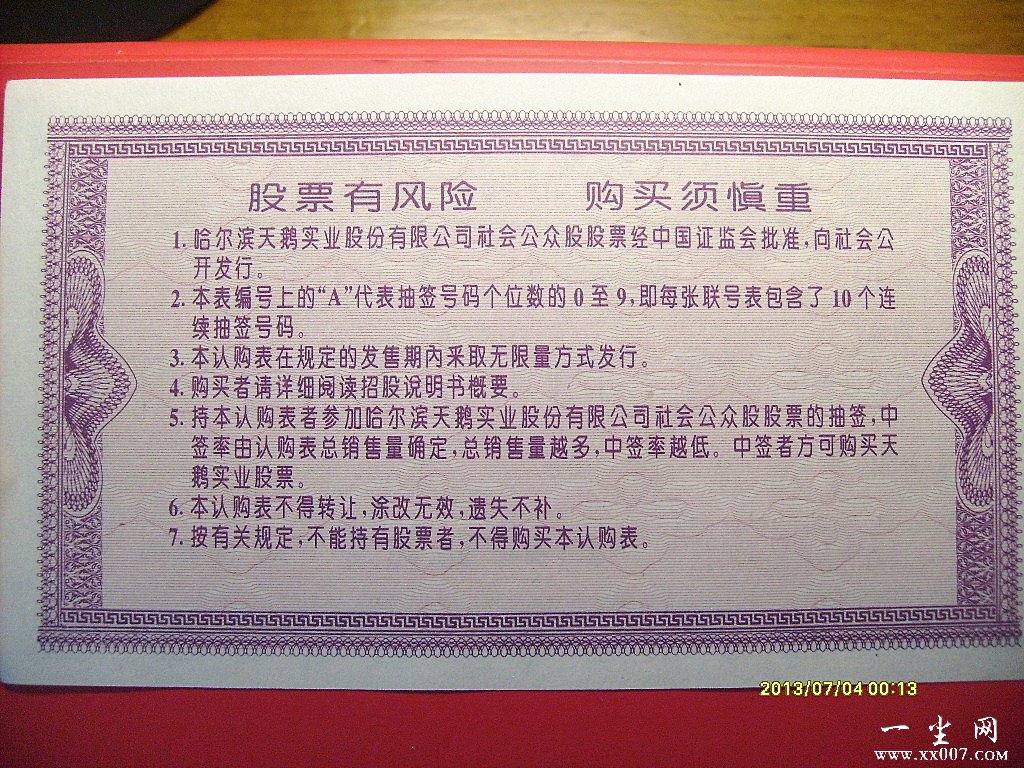 股票有风险 购买须慎重
1. 哈尔滨天鹅实业股份有限公司社会公众股股票经中国证监会批准,向社会公
开发行。
2. 本表编号上的“A”代表抽签号码个位数的 0 至 9,即每张联号表包含了 10 个连
续抽签号码。
3. 本认购表在规定的发售期内采取无限量方式发行。
4. 购买者请详细阅读招股说明书概要。
5. 持本认购表者参加哈尔滨天鹅实业股份有限公司社会公众股股票的抽签,中
签率由认购表总销售量确定,总销售量越多,中签率越低。中签者方可购买天
鹅实业股票。
6. 本认购表不得转让,涂改无效,遗失不补。
7. 按有关规定,不能持有股票者,不得购买本认购表。
2013/07/04 00:13
一尘网
www.xx007.com